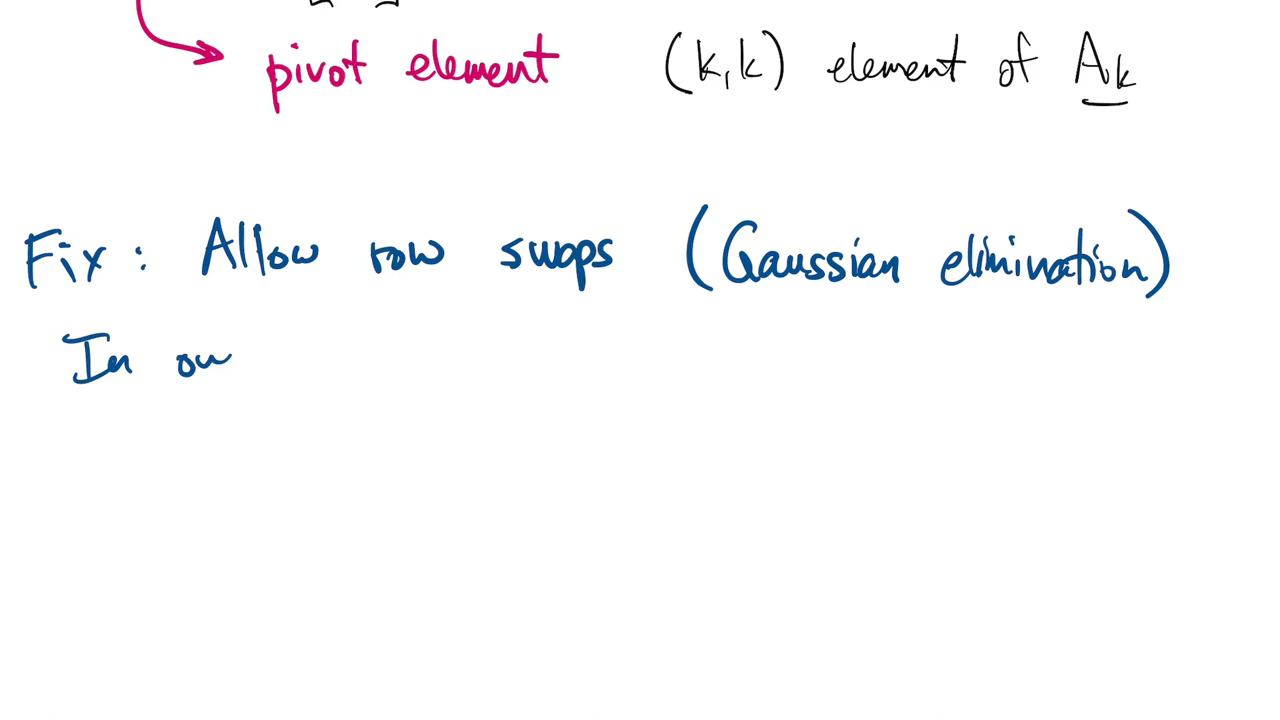 pivot element (k,k) element of A_k
Fix: Allow row swaps (Gaussian elimination)
In ou